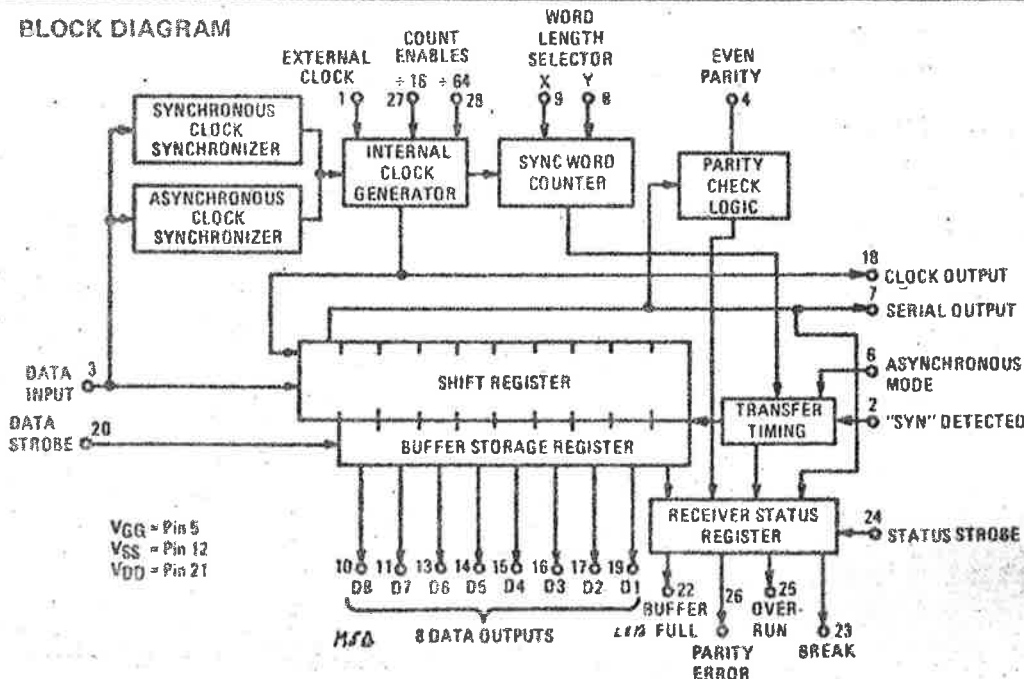 BLOCK DIAGRAM
EXTERNAL
CLOCK
1
COUNT
ENABLES
÷ 16 ÷ 64
27 28
WORD
LENGTH
SELECTOR
X Y
9 8
EVEN
PARITY
4
SYNCHRONOUS
CLOCK
SYNCHRONIZER
ASYNCHRONOUS
CLOCK
SYNCHRONIZER
INTERNAL
CLOCK
GENERATOR
SYNC WORD
COUNTER
PARITY
CHECK
LOGIC
18
CLOCK OUTPUT
7
SERIAL OUTPUT
6
ASYNCHRONOUS
MODE
2
"SYN" DETECTED
DATA
INPUT
3
DATA
STROBE
20
SHIFT REGISTER
BUFFER STORAGE REGISTER
TRANSFER
TIMING
RECEIVER STATUS
REGISTER
24
STATUS STROBE
VGG = Pin 5
VSS = Pin 12
VDD = Pin 21
10 11 13 14 15 16 17 19
D8 D7 D6 D5 D4 D3 D2 D1
MSB
8 DATA OUTPUTS
22
BUFFER
FULL
26
PARITY
ERROR
25
OVER-
RUN
23
BREAK